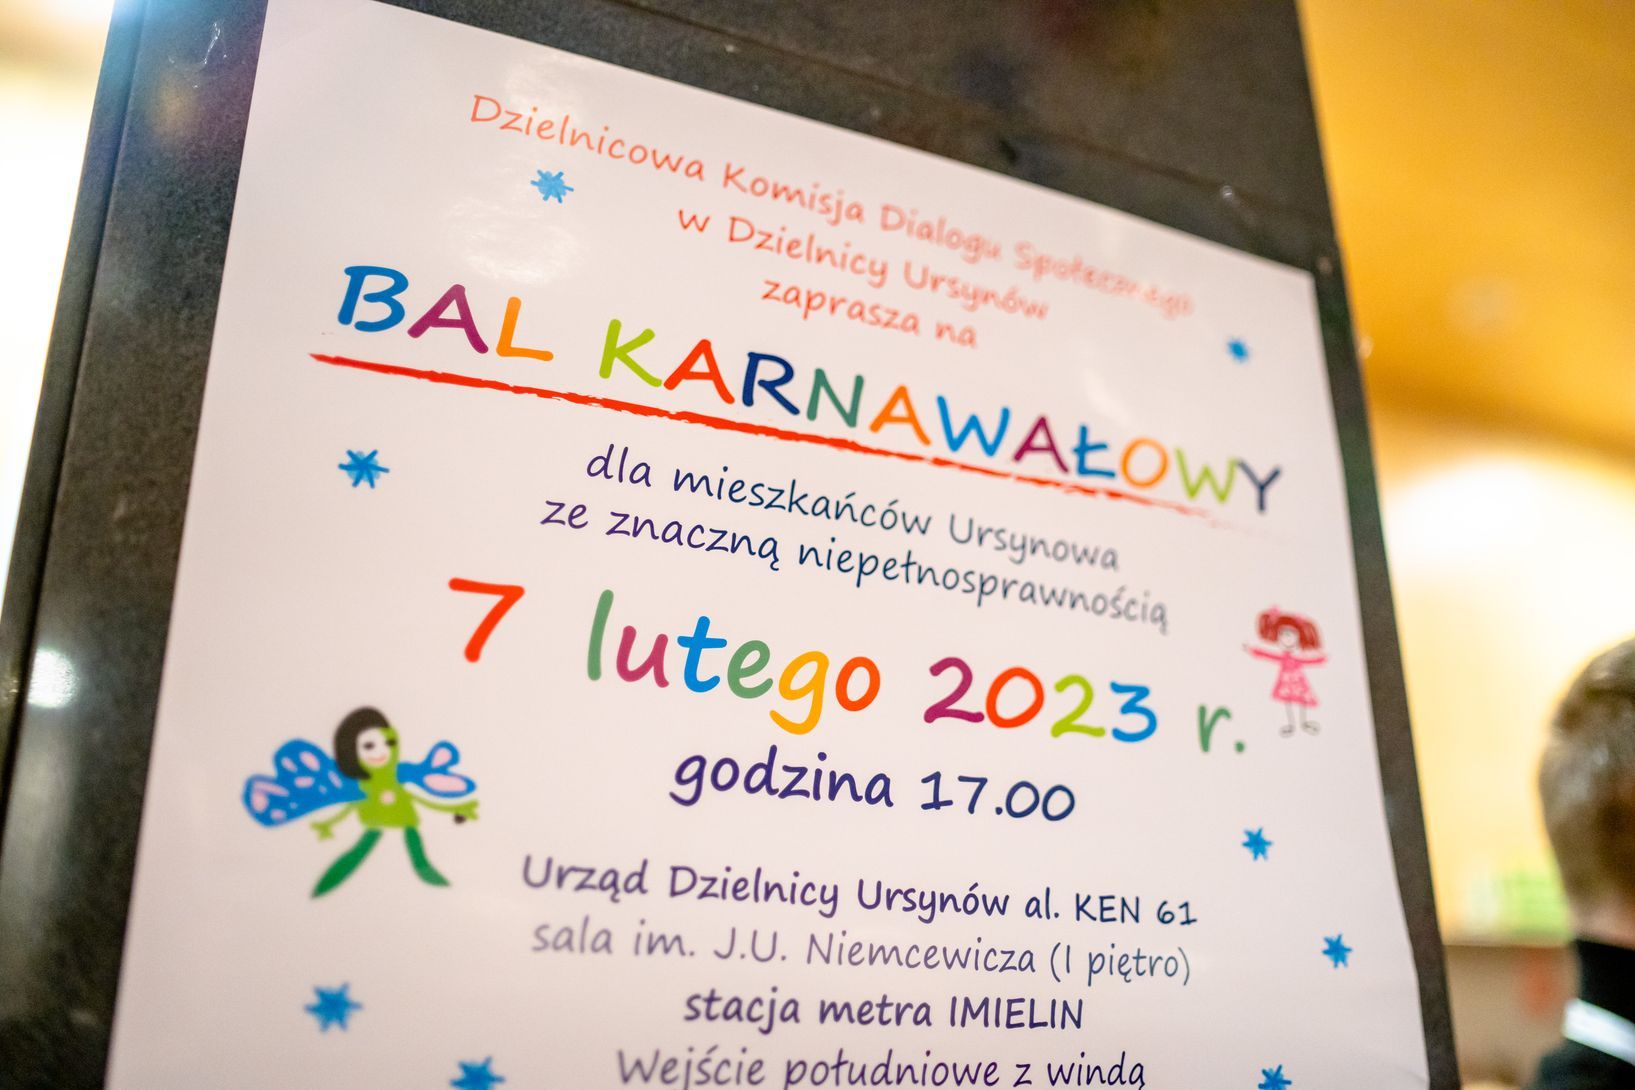 Dzielnicowa Komisja Dialogu Społecznego
w Dzielnicy Ursynów
zaprasza na
BAL KARNAWAŁOWY
dla mieszkańców Ursynowa
ze znaczną niepełnosprawnością
7 lutego 2023 r.
godzina 17.00
Urząd Dzielnicy Ursynów al. KEN 61
sala im. J.U. Niemcewicza (I piętro)
stacja metra IMIELIN
Wejście południowe z windą